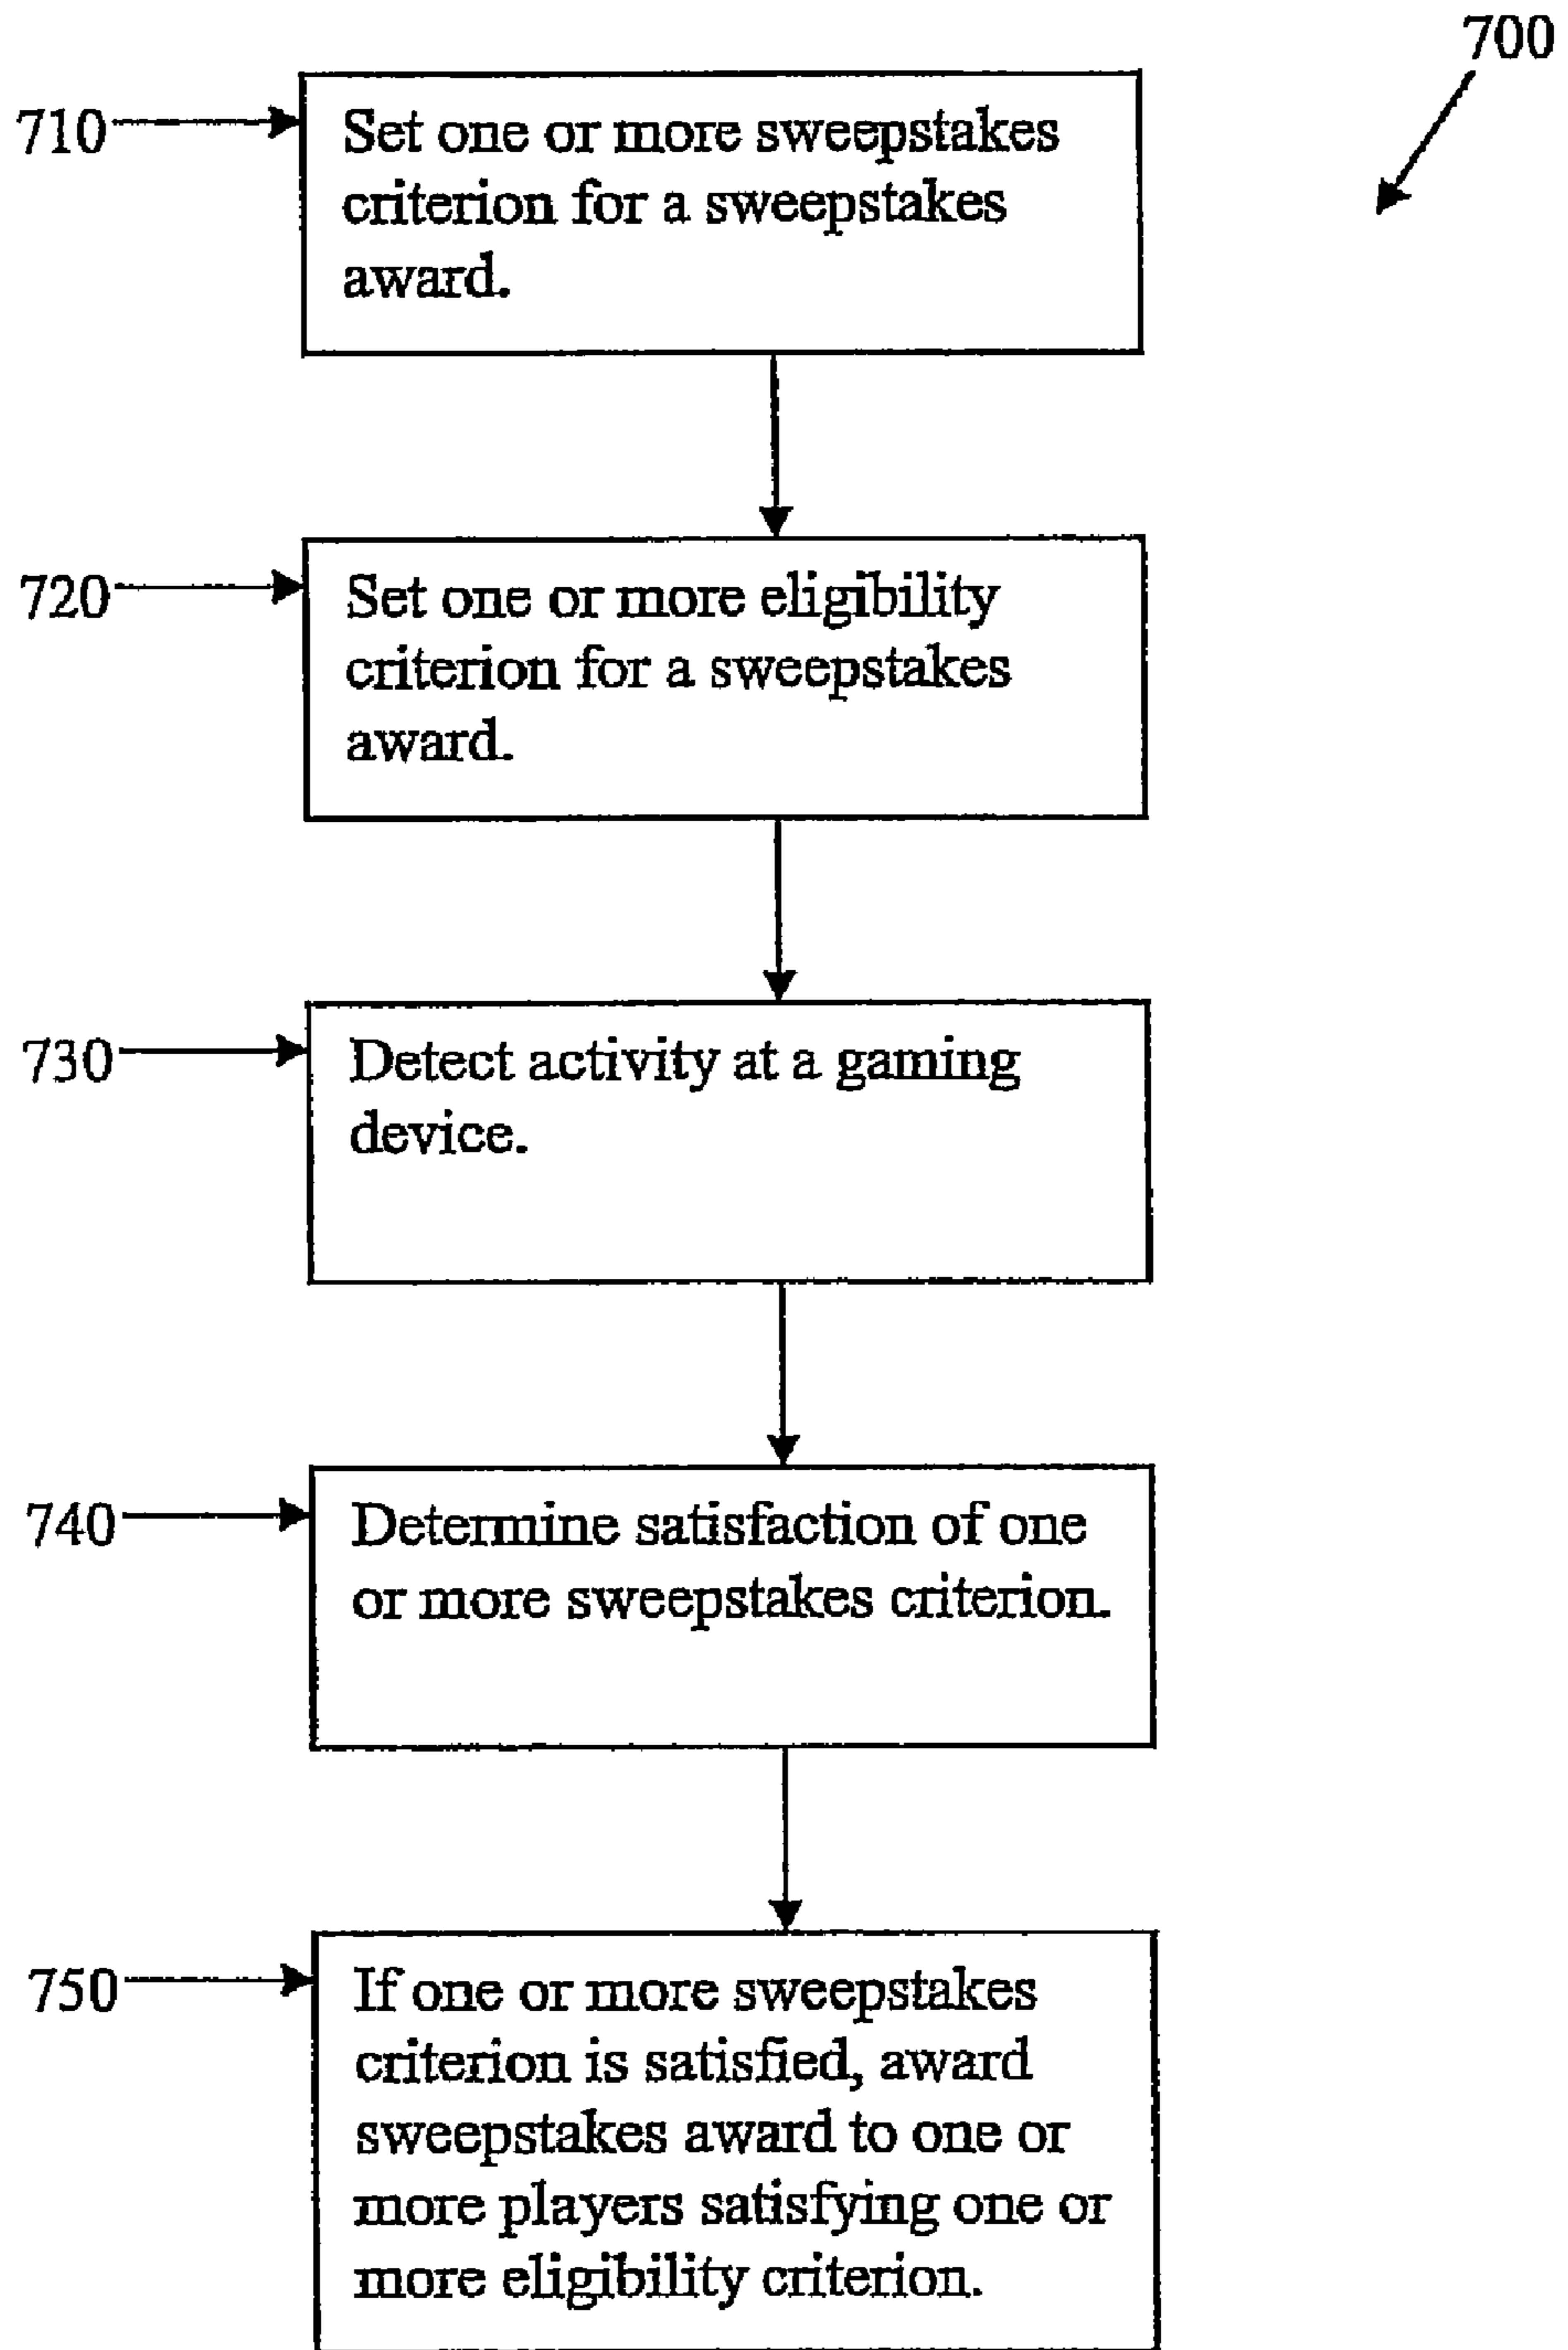 700
710
Set one or more sweepstakes
criterion for a sweepstakes
award.
720
Set one or more eligibility
criterion for a sweepstakes
award.
730
Detect activity at a gaming
device.
740
Determine satisfaction of one
or more sweepstakes criterion.
750
If one or more sweepstakes
criterion is satisfied, award
sweepstakes award to one or
more players satisfying one or
more eligibility criterion.